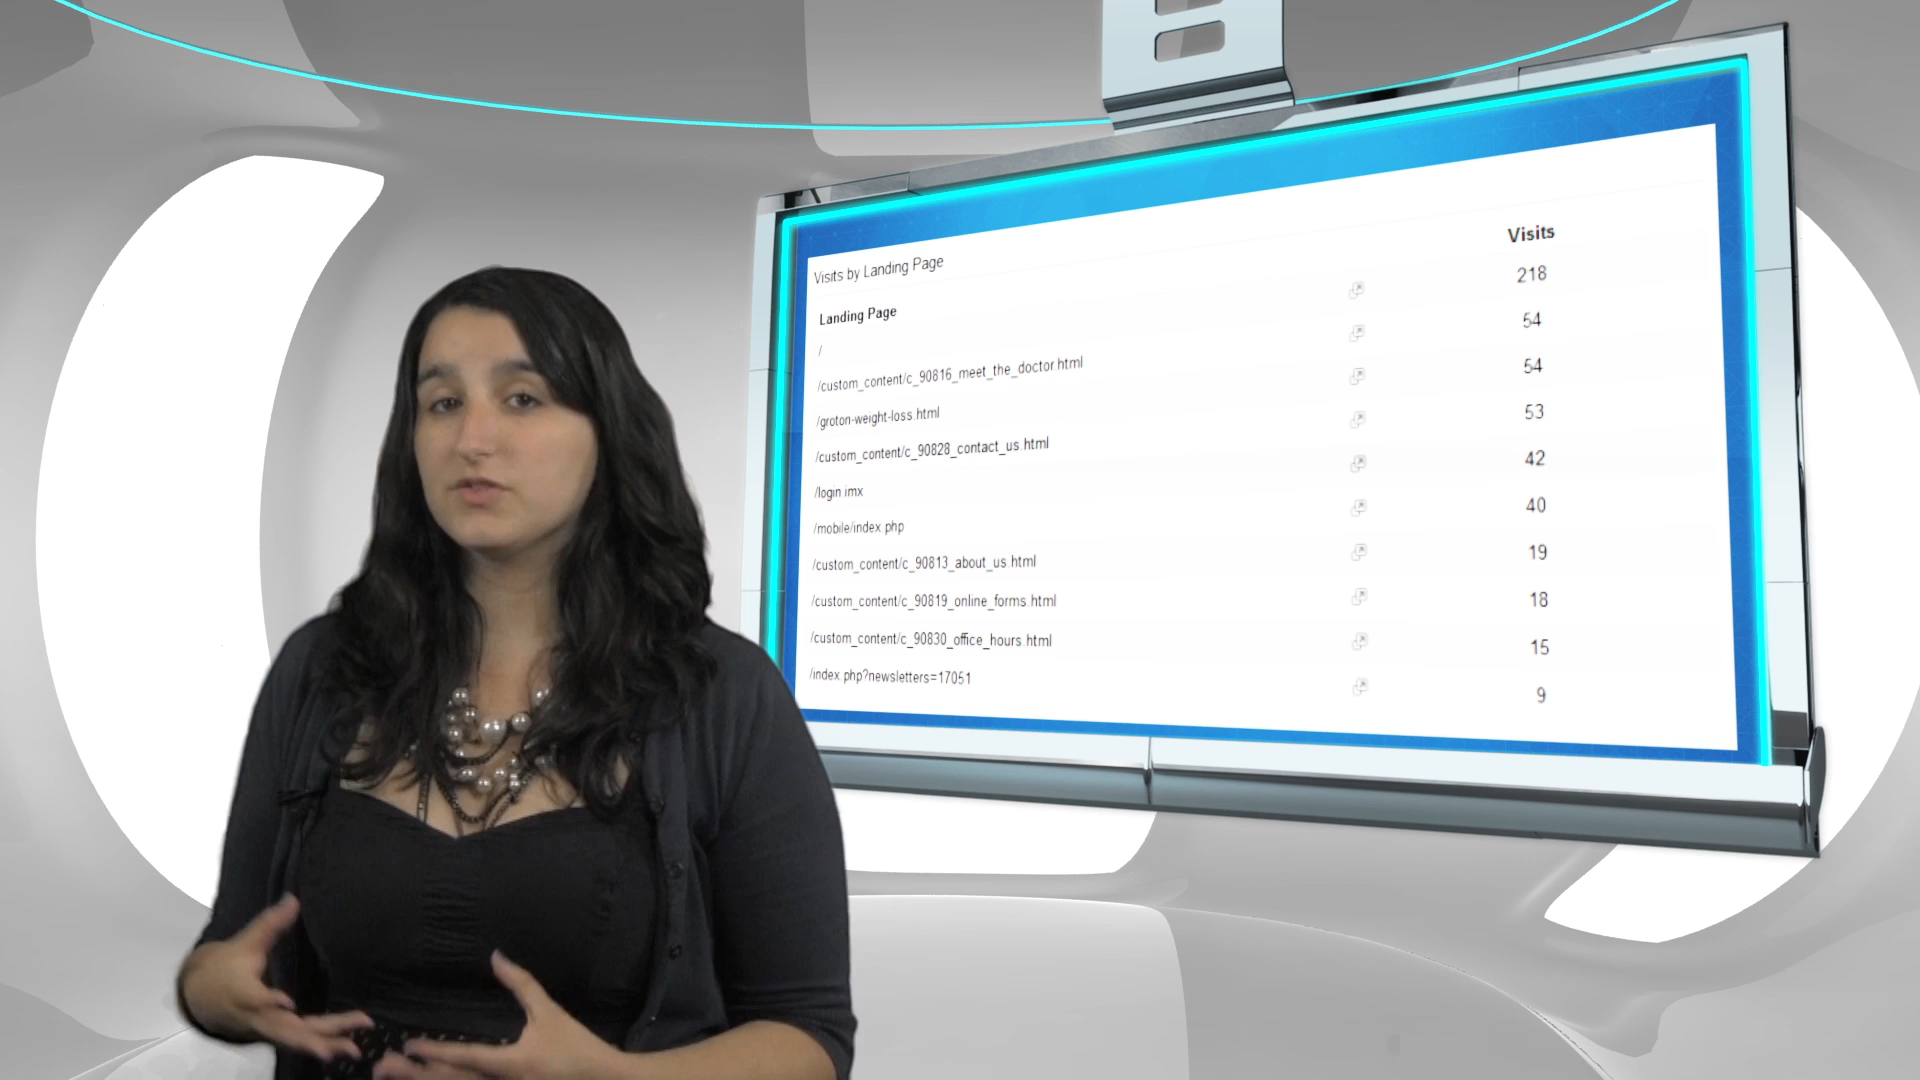 Visits by Landing Page
Landing Page Visits
/ 218
/custom_content/c_90816_meet_the_doctor.html 54
/groton-weight-loss.html 54
/custom_content/c_90828_contact_us.html 53
/login.imx 42
/mobile/index.php 40
/custom_content/c_90813_about_us.html 19
/custom_content/c_90819_online_forms.html 18
/custom_content/c_90830_office_hours.html 15
/index.php?newsletters=17051 9